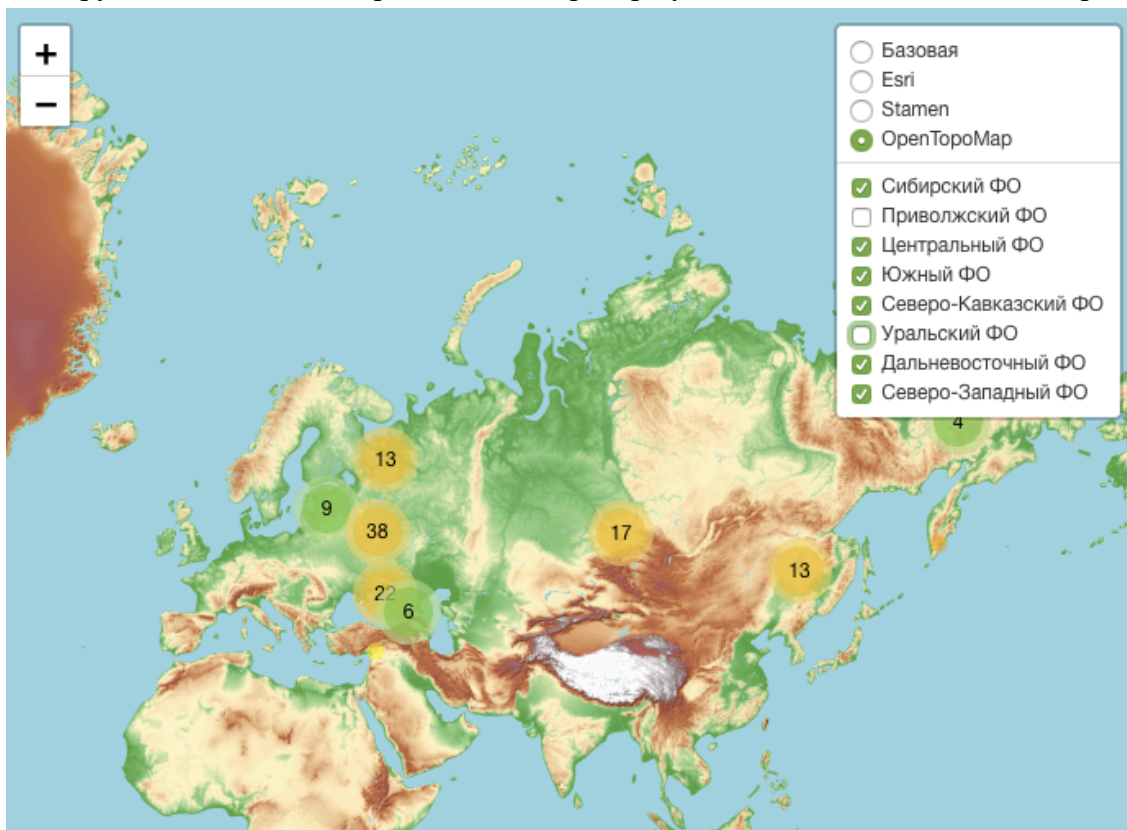 +
−
Базовая
Esri
Stamen
OpenTopoMap
Сибирский ФО
Приволжский ФО
Центральный ФО
Южный ФО
Северо-Кавказский ФО
Уральский ФО
Дальневосточный ФО
Северо-Западный ФО
4
13
9
38
17
13
22
6